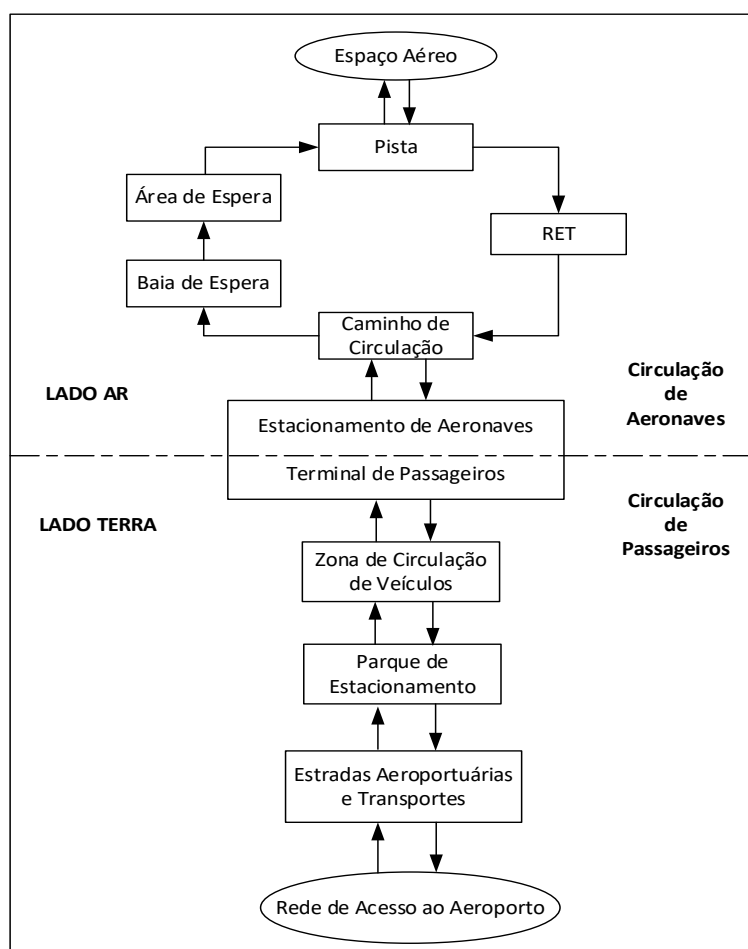 Espaço Aéreo
Pista
Área de Espera
RET
Baia de Espera
Caminho de
Circulação
LADO AR
Circulação
de
Aeronaves
Estacionamento de Aeronaves
Terminal de Passageiros
LADO TERRA
Circulação
de
Passageiros
Zona de Circulação
de Veículos
Parque de
Estacionamento
Estradas Aeroportuárias
e Transportes
Rede de Acesso ao Aeroporto